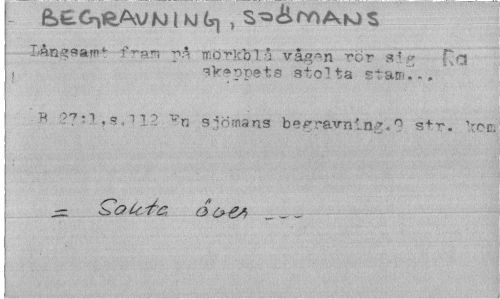 BEGRAVNING, SJÖMANS
Långsamt fram på mörkblå vågen rör sig Ra
skeppets stolta stam...
B 27:1,s.112 En sjömans begravning.9 str. kom
= Sakta över ---